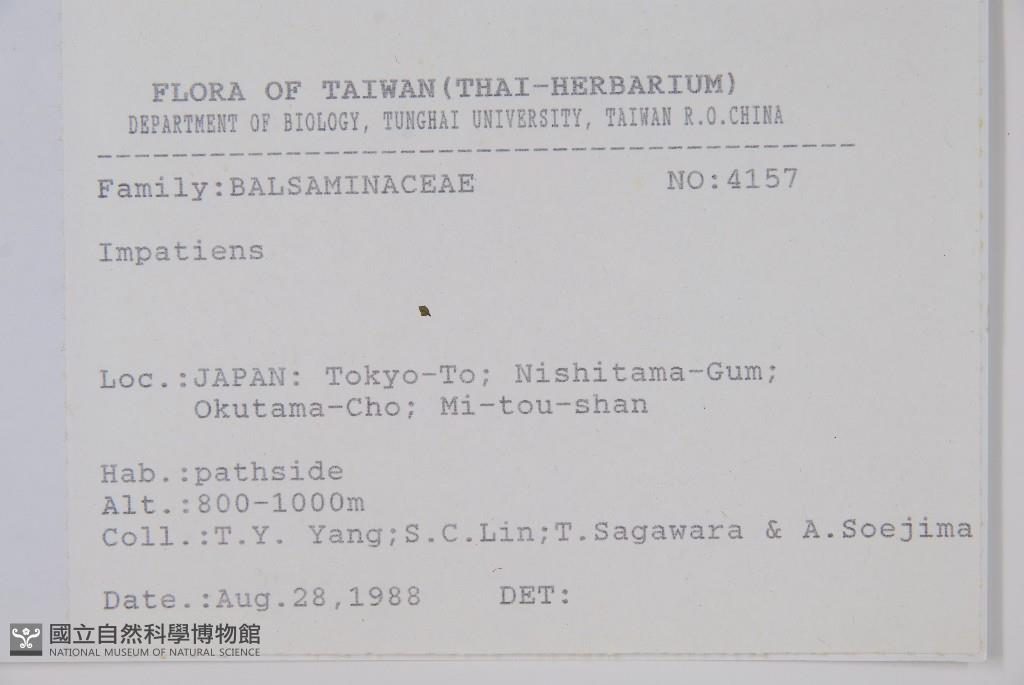 FLORA OF TAIWAN(THAI-HERBARIUM)
DEPARTMENT OF BIOLOGY, TUNGHAI UNIVERSITY, TAIWAN R.O.CHINA
Family:BALSAMINACEAE NO:4157
Impatiens
Loc.:JAPAN: Tokyo-To; Nishitama-Gum;
Okutama-Cho; Mi-tou-shan
Hab.:pathside
Alt.:800-1000m
Coll.:T.Y. Yang;S.C.Lin;T.Sagawara & A.Soejima
Date.:Aug.28,1988 DET:
國立自然科學博物館
NATIONAL MUSEUM OF NATURAL SCIENCE